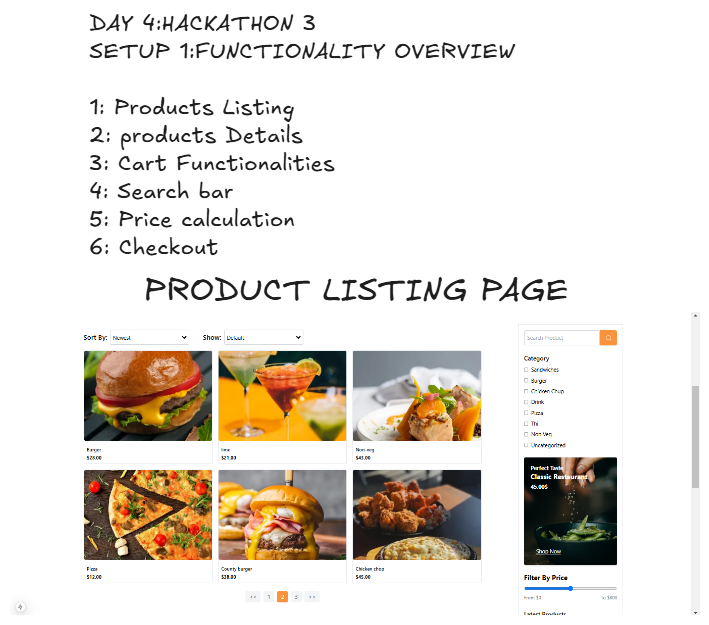 DAY 4:HACKATHON 3
SETUP 1:FUNCTIONALITY OVERVIEW
1: Products Listing
2: products Details
3: Cart Functionalities
4: Search bar
5: Price calculation
6: Checkout
PRODUCT LISTING PAGE
Sort By: Newest Show: Default
Burger
$28.00
lime
$21.00
Non-veg
$43.00
Pizza
$12.00
County burger
$38.00
Chicken chop
$45.00
<< 1 2 3 >>
Search Product
Category
Sandwiches
Burger
Chicken Chup
Drink
Pizza
Thi
Non Veg
Uncategorized
Perfect Taste
Classic Restaurant
45.00$
Shop Now
Filter By Price
From $0 To $800
Latest Products